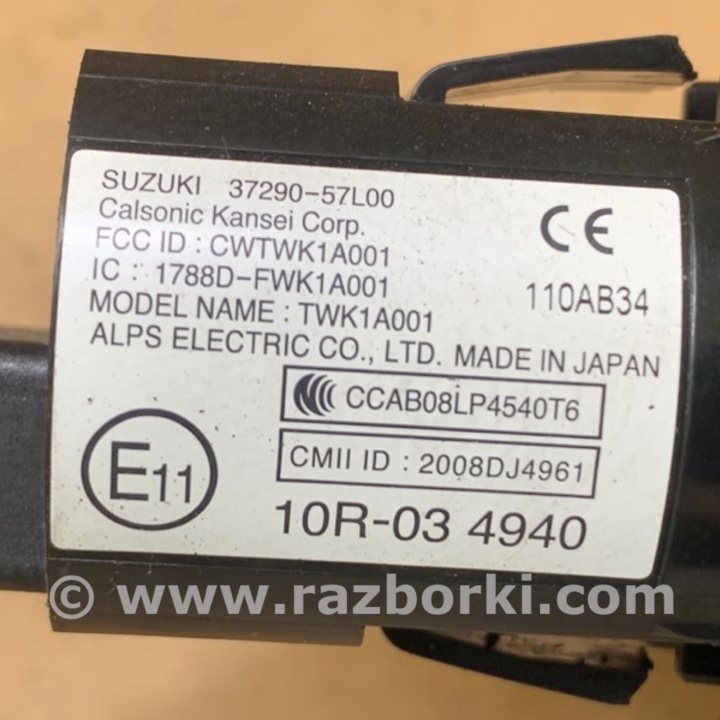 SUZUKI 37290-57L00
Calsonic Kansei Corp.
FCC ID : CWTWK1A001
IC : 1788D-FWK1A001
MODEL NAME : TWK1A001
ALPS ELECTRIC CO., LTD. MADE IN JAPAN
CE
110AB34
CCAB08LP4540T6
CMII ID : 2008DJ4961
E11
10R-03 4940
© www.razborki.com